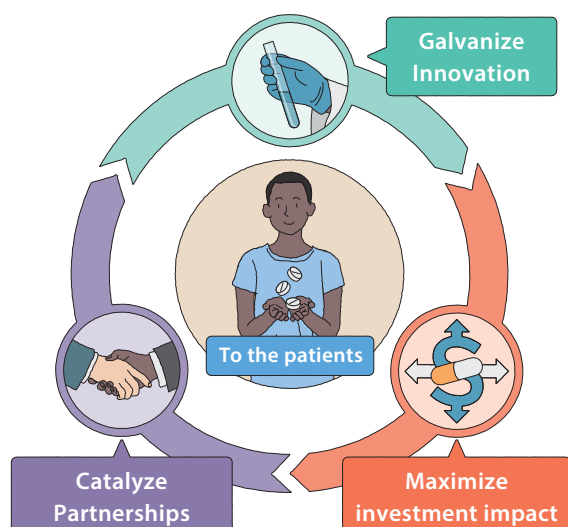 Galvanize
Innovation
To the patients
Catalyze
Partnerships
Maximize
investment impact